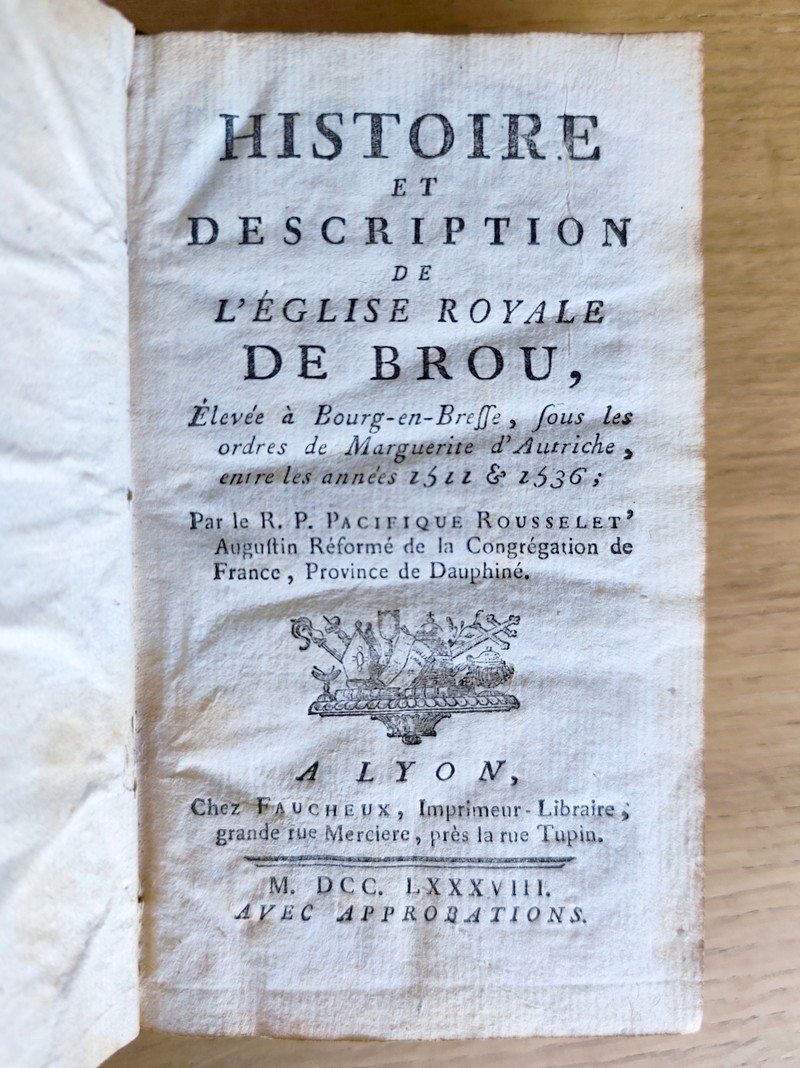 HISTOIRE
ET
DESCRIPTION
DE
L'ÉGLISE ROYALE
DE BROU,
Élevée à Bourg-en-Breſſe, ſous les
ordres de Marguerite d'Autriche,
entre les années 1511 & 1536;
Par le R. P. PACIFIQUE ROUSSELET,
Auguſtin Réformé de la Congrégation de
France, Province de Dauphiné.
A LYON,
Chez FAUCHEUX, Imprimeur-Libraire,
grande rue Merciere, près la rue Tupin.
M. DCC. LXXXVIII.
AVEC APPROBATIONS.